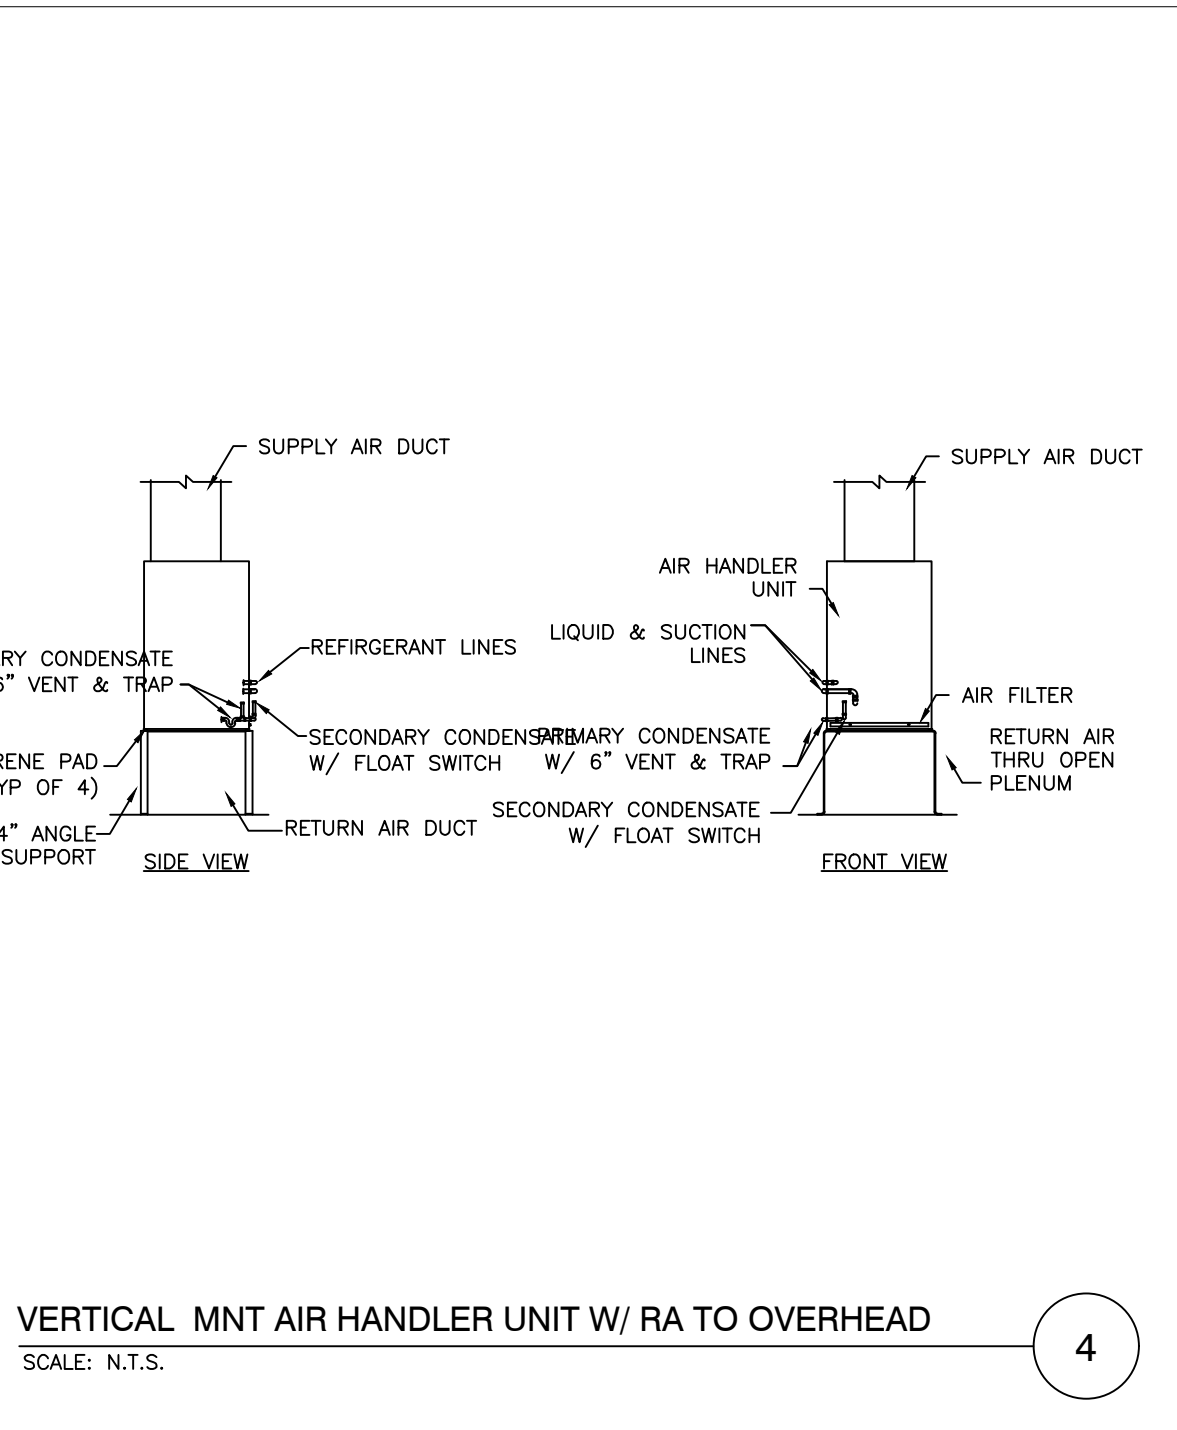 SUPPLY AIR DUCT
REFIRGERANT LINES
CONDENSATE
6” VENT & TRAP
SECONDARY CONDENSATE
W/ FLOAT SWITCH
PAD
OF 4)
4” ANGLE
SUPPORT
RETURN AIR DUCT
SIDE VIEW
SUPPLY AIR DUCT
AIR HANDLER
UNIT
LIQUID & SUCTION
LINES
AIR FILTER
PRIMARY CONDENSATE
W/ 6” VENT & TRAP
RETURN AIR
THRU OPEN
PLENUM
SECONDARY CONDENSATE
W/ FLOAT SWITCH
FRONT VIEW
VERTICAL MNT AIR HANDLER UNIT W/ RA TO OVERHEAD
4
SCALE: N.T.S.